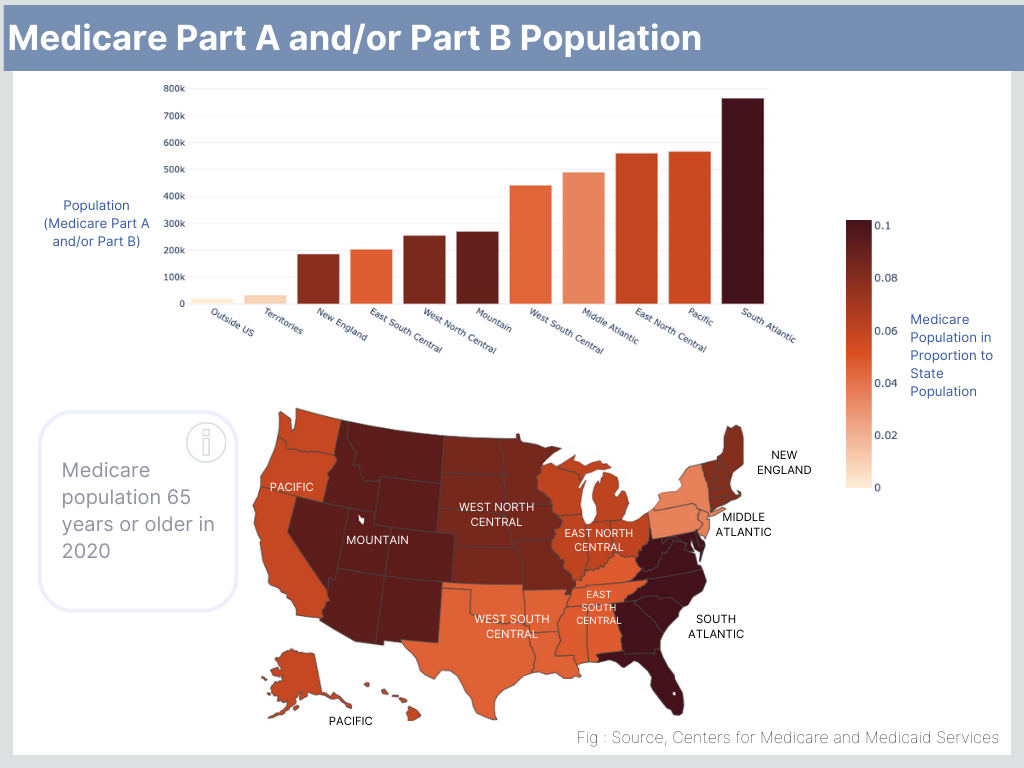 Medicare Part A and/or Part B Population
800k
700k
600k
500k
400k
300k
200k
100k
0
Population
(Medicare Part A
and/or Part B)
Outside US
Territories
New England
East South Central
West North Central
Mountain
West South Central
Middle Atlantic
East North Central
Pacific
South Atlantic
0.1
0.08
0.06
0.04
0.02
0
Medicare
Population in
Proportion to
State
Population
Medicare
population 65
years or older in
2020
PACIFIC
MOUNTAIN
WEST NORTH
CENTRAL
EAST NORTH
CENTRAL
NEW
ENGLAND
MIDDLE
ATLANTIC
WEST SOUTH
CENTRAL
EAST
SOUTH
CENTRAL
SOUTH
ATLANTIC
PACIFIC
Fig : Source, Centers for Medicare and Medicaid Services